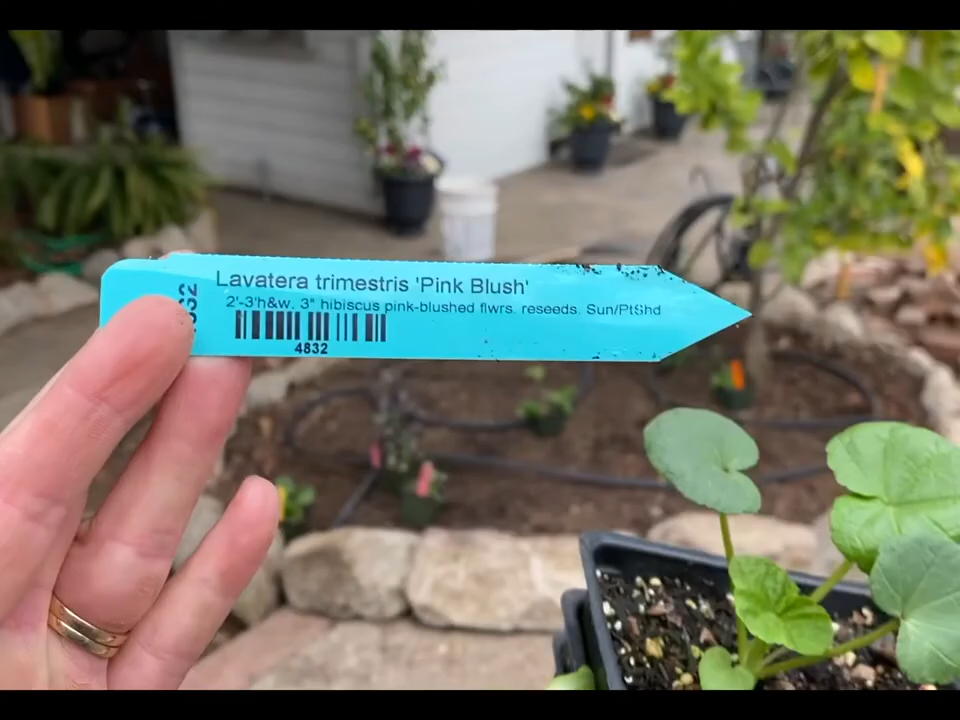 Lavatera trimestris 'Pink Blush'
2'-3'h&w. 3" hibiscus pink-blushed flwrs. reseeds. Sun/PtShd
4832